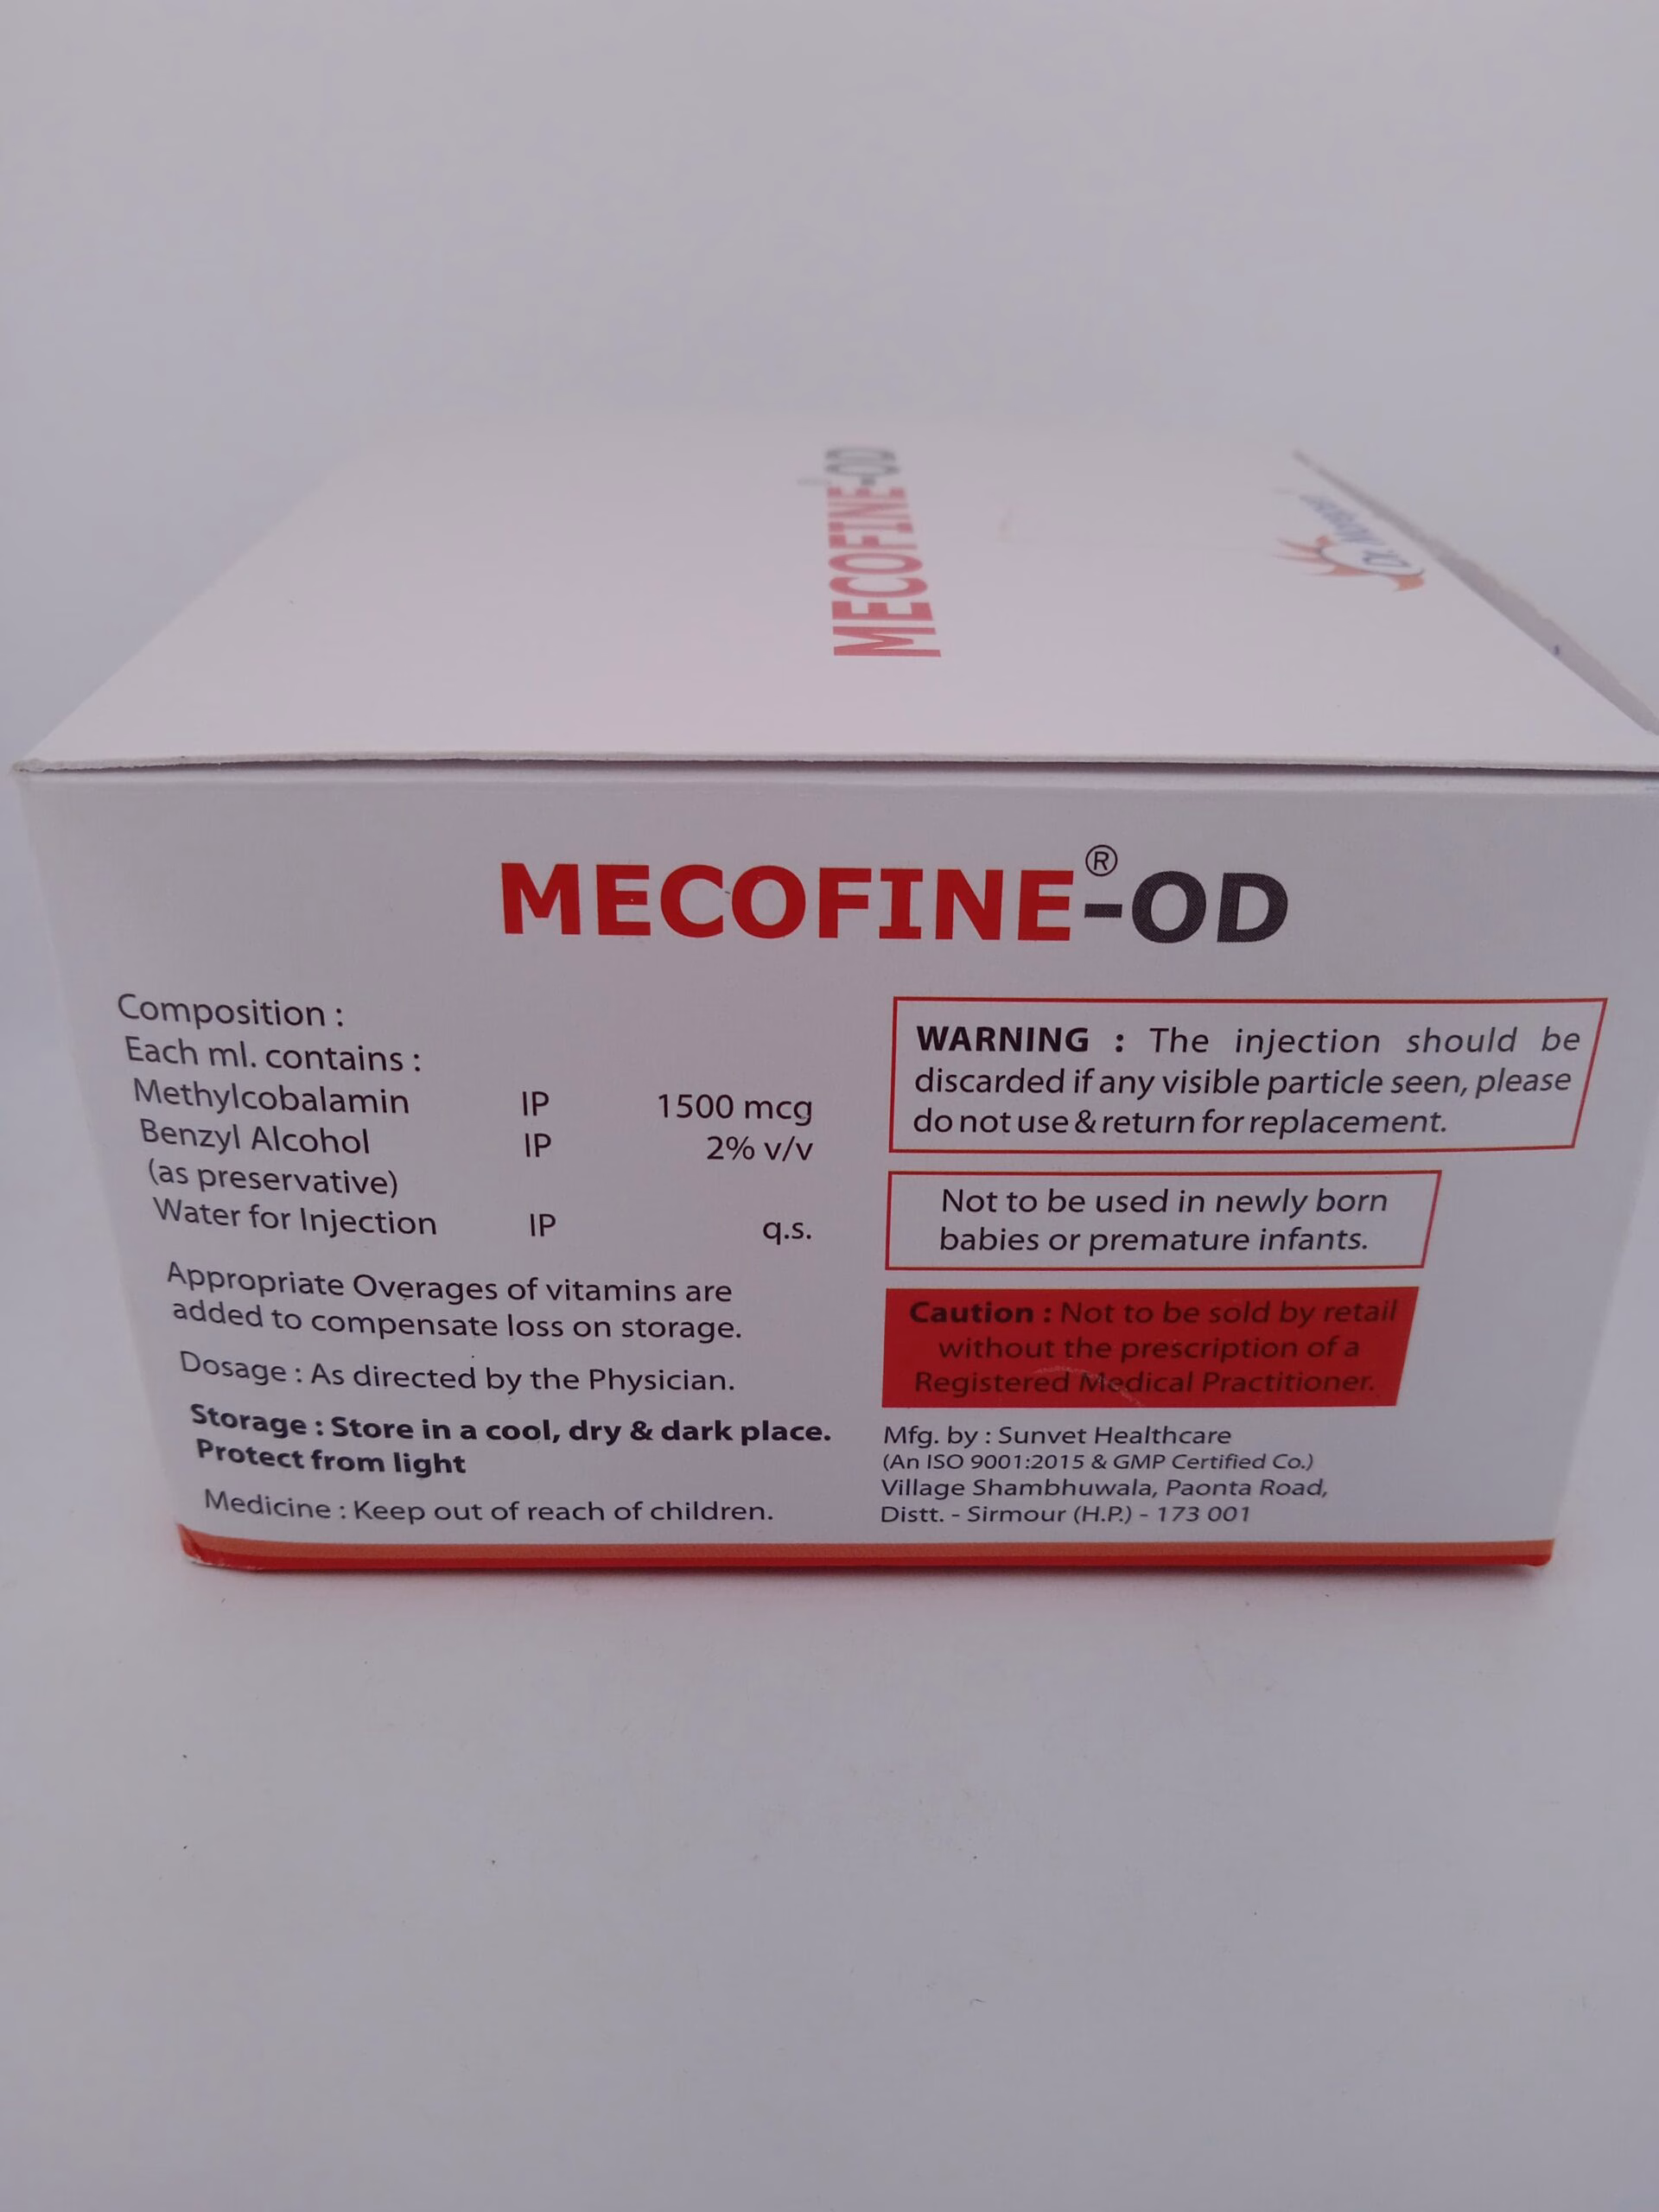 MECOFINE-OD
MECOFINE®-OD
Composition :
Each ml. contains :
Methylcobalamin IP 1500 mcg
Benzyl Alcohol IP 2% v/v
(as preservative)
Water for Injection IP q.s.
Appropriate Overages of vitamins are
added to compensate loss on storage.
Dosage : As directed by the Physician.
Storage : Store in a cool, dry & dark place.
Protect from light
Medicine : Keep out of reach of children.
WARNING : The injection should be
discarded if any visible particle seen, please
do not use & return for replacement.
Not to be used in newly born
babies or premature infants.
Caution : Not to be sold by retail
without the prescription of a
Registered Medical Practitioner.
Mfg. by : Sunvet Healthcare
(An ISO 9001:2015 & GMP Certified Co.)
Village Shambhuwala, Paonta Road,
Distt. - Sirmour (H.P.) - 173 001